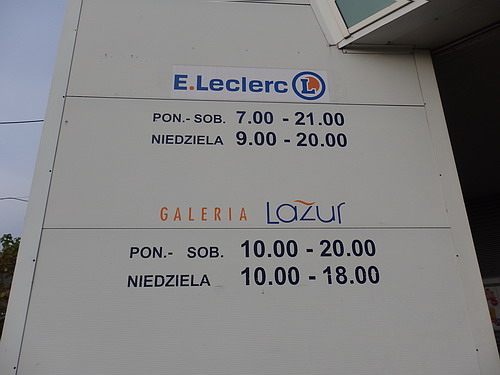 E.Leclerc L
PON.- SOB. 7.00 - 21.00
NIEDZIELA 9.00 - 20.00
GALERIA Lazur
PON.- SOB. 10.00 - 20.00
NIEDZIELA 10.00 - 18.00